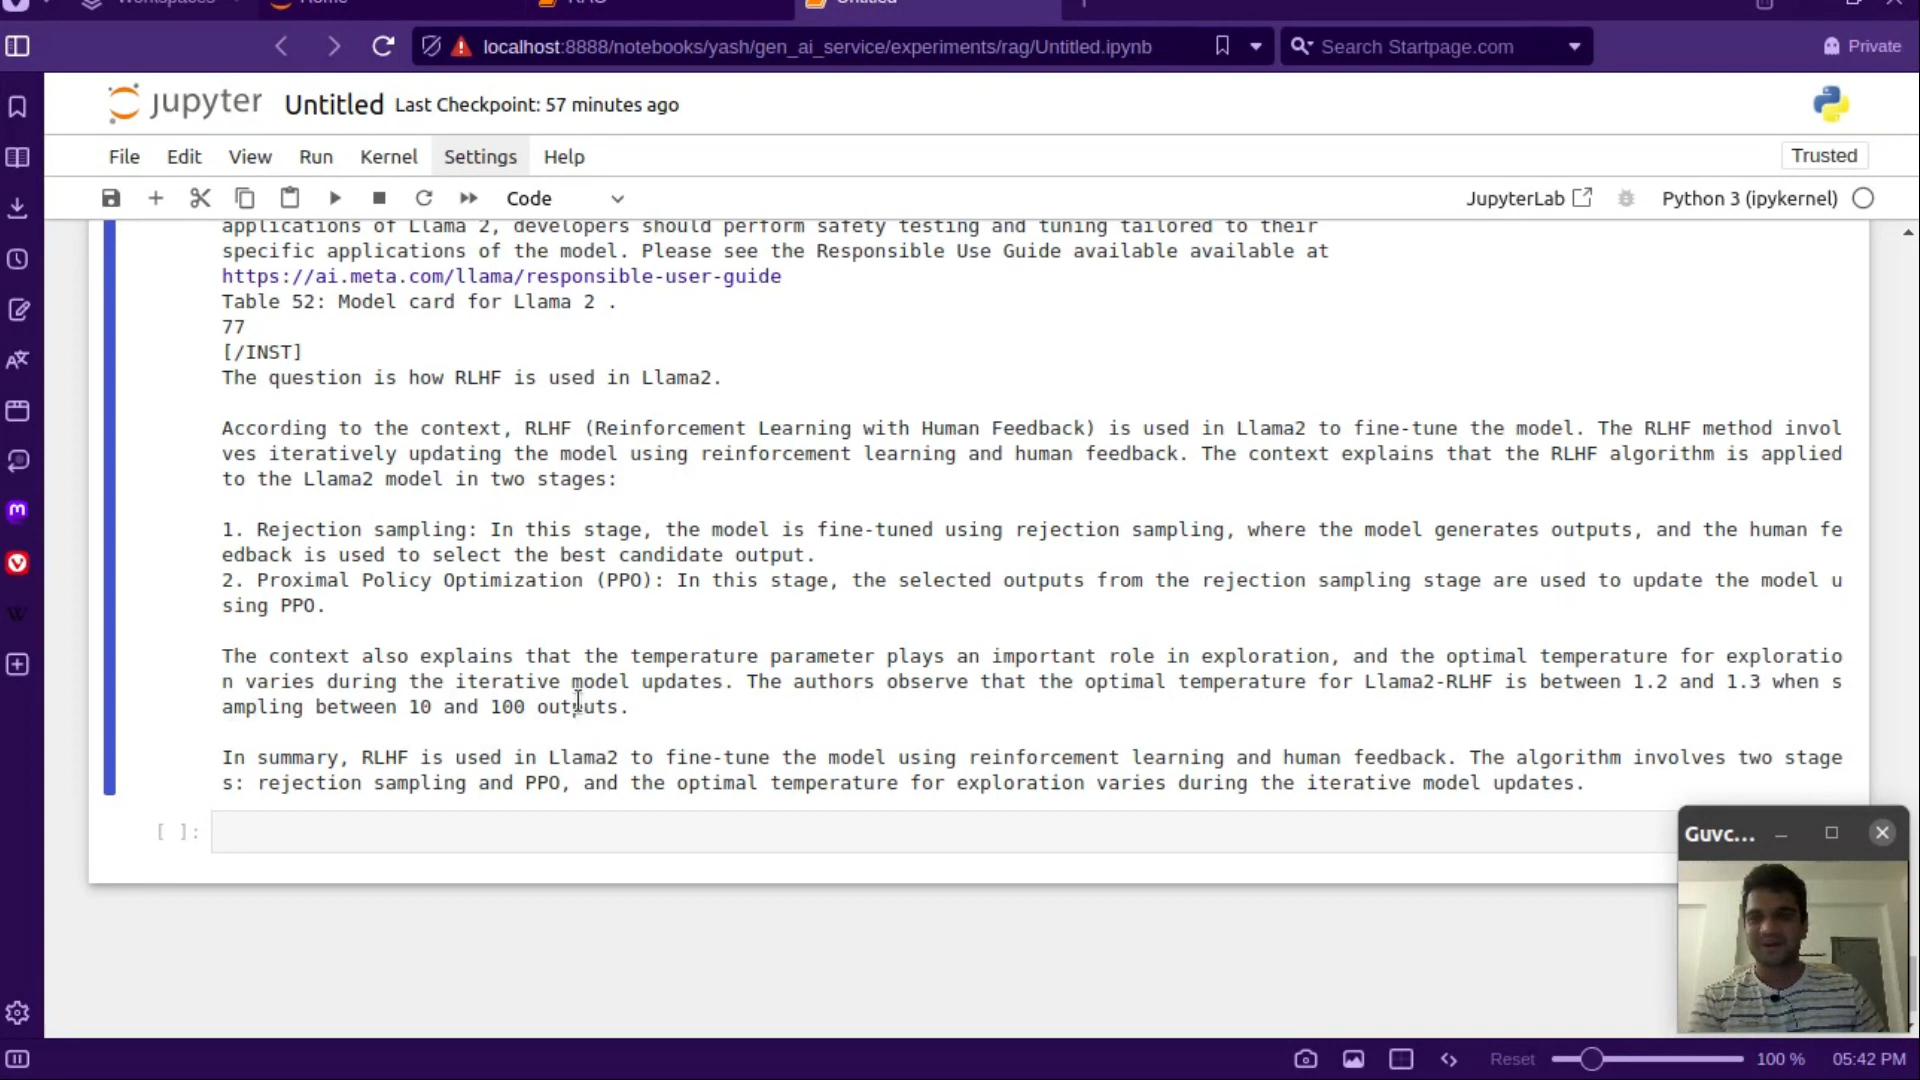 Workspaces
Home
RAG
Untitled
localhost:8888/notebooks/yash/gen_ai_service/experiments/rag/Untitled.ipynb
Search Startpage.com
Private
jupyter
Untitled
Last Checkpoint: 57 minutes ago
File
Edit
View
Run
Kernel
Settings
Help
Trusted
Code
JupyterLab
Python 3 (ipykernel)
applications of Llama 2, developers should perform safety testing and tuning tailored to their
specific applications of the model. Please see the Responsible Use Guide available available at
https://ai.meta.com/llama/responsible-user-guide
Table 52: Model card for Llama 2 .
77
[/INST]
The question is how RLHF is used in Llama2.
According to the context, RLHF (Reinforcement Learning with Human Feedback) is used in Llama2 to fine-tune the model. The RLHF method invol
ves iteratively updating the model using reinforcement learning and human feedback. The context explains that the RLHF algorithm is applied
to the Llama2 model in two stages:
1. Rejection sampling: In this stage, the model is fine-tuned using rejection sampling, where the model generates outputs, and the human fe
edback is used to select the best candidate output.
2. Proximal Policy Optimization (PPO): In this stage, the selected outputs from the rejection sampling stage are used to update the model u
sing PPO.
The context also explains that the temperature parameter plays an important role in exploration, and the optimal temperature for exploratio
n varies during the iterative model updates. The authors observe that the optimal temperature for Llama2-RLHF is between 1.2 and 1.3 when s
ampling between 10 and 100 outputs.
In summary, RLHF is used in Llama2 to fine-tune the model using reinforcement learning and human feedback. The algorithm involves two stage
s: rejection sampling and PPO, and the optimal temperature for exploration varies during the iterative model updates.
[ ]:
Guvc...
Reset
100 %
05:42 PM